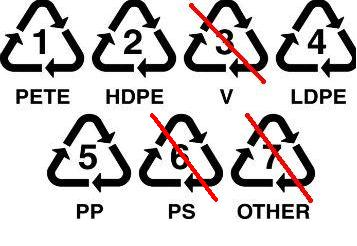 1 2 3 4
PETE HDPE V LDPE
5 6 7
PP PS OTHER